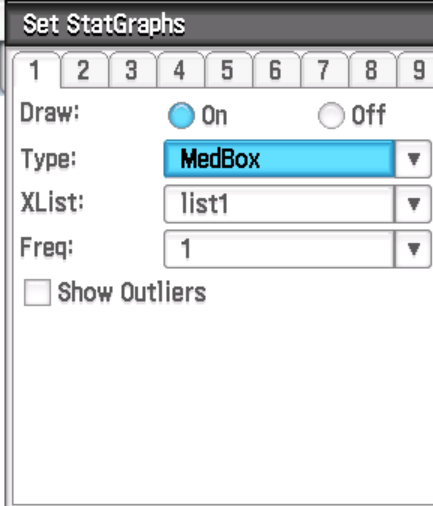 Set StatGraphs
1 2 3 4 5 6 7 8 9
Draw: On Off
Type: MedBox
XList: list1
Freq: 1
Show Outliers